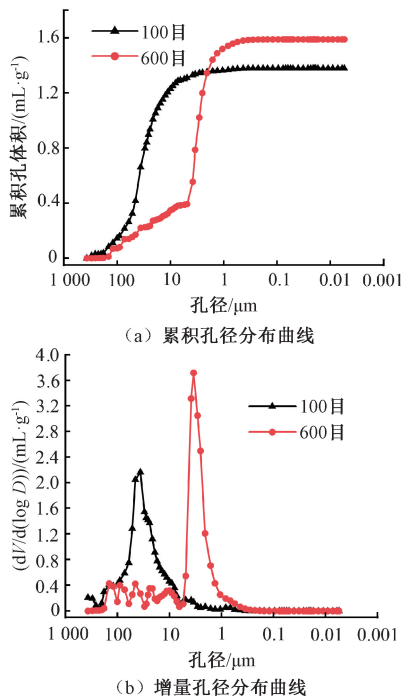 100目
600目
累积孔体积/(mL·g⁻¹)
1.6
1.2
0.8
0.4
0
1 000 100 10 1 0.1 0.01 0.001
孔径/μm
（a）累积孔径分布曲线
100目
600目
(dV/d(log D))/(mL·g⁻¹)
4.0
3.6
3.2
2.8
2.4
2.0
1.6
1.2
0.8
0.4
0
1 000 100 10 1 0.1 0.01 0.001
孔径/μm
（b）增量孔径分布曲线